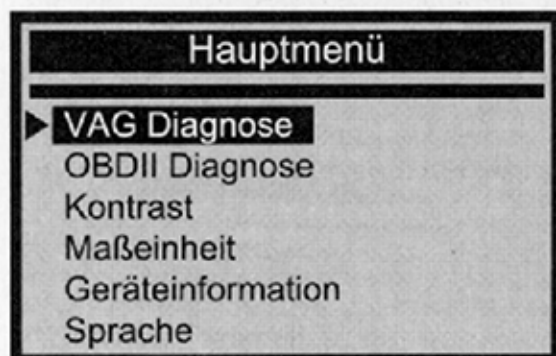 Hauptmenü
VAG Diagnose
OBDII Diagnose
Kontrast
Maßeinheit
Geräteinformation
Sprache